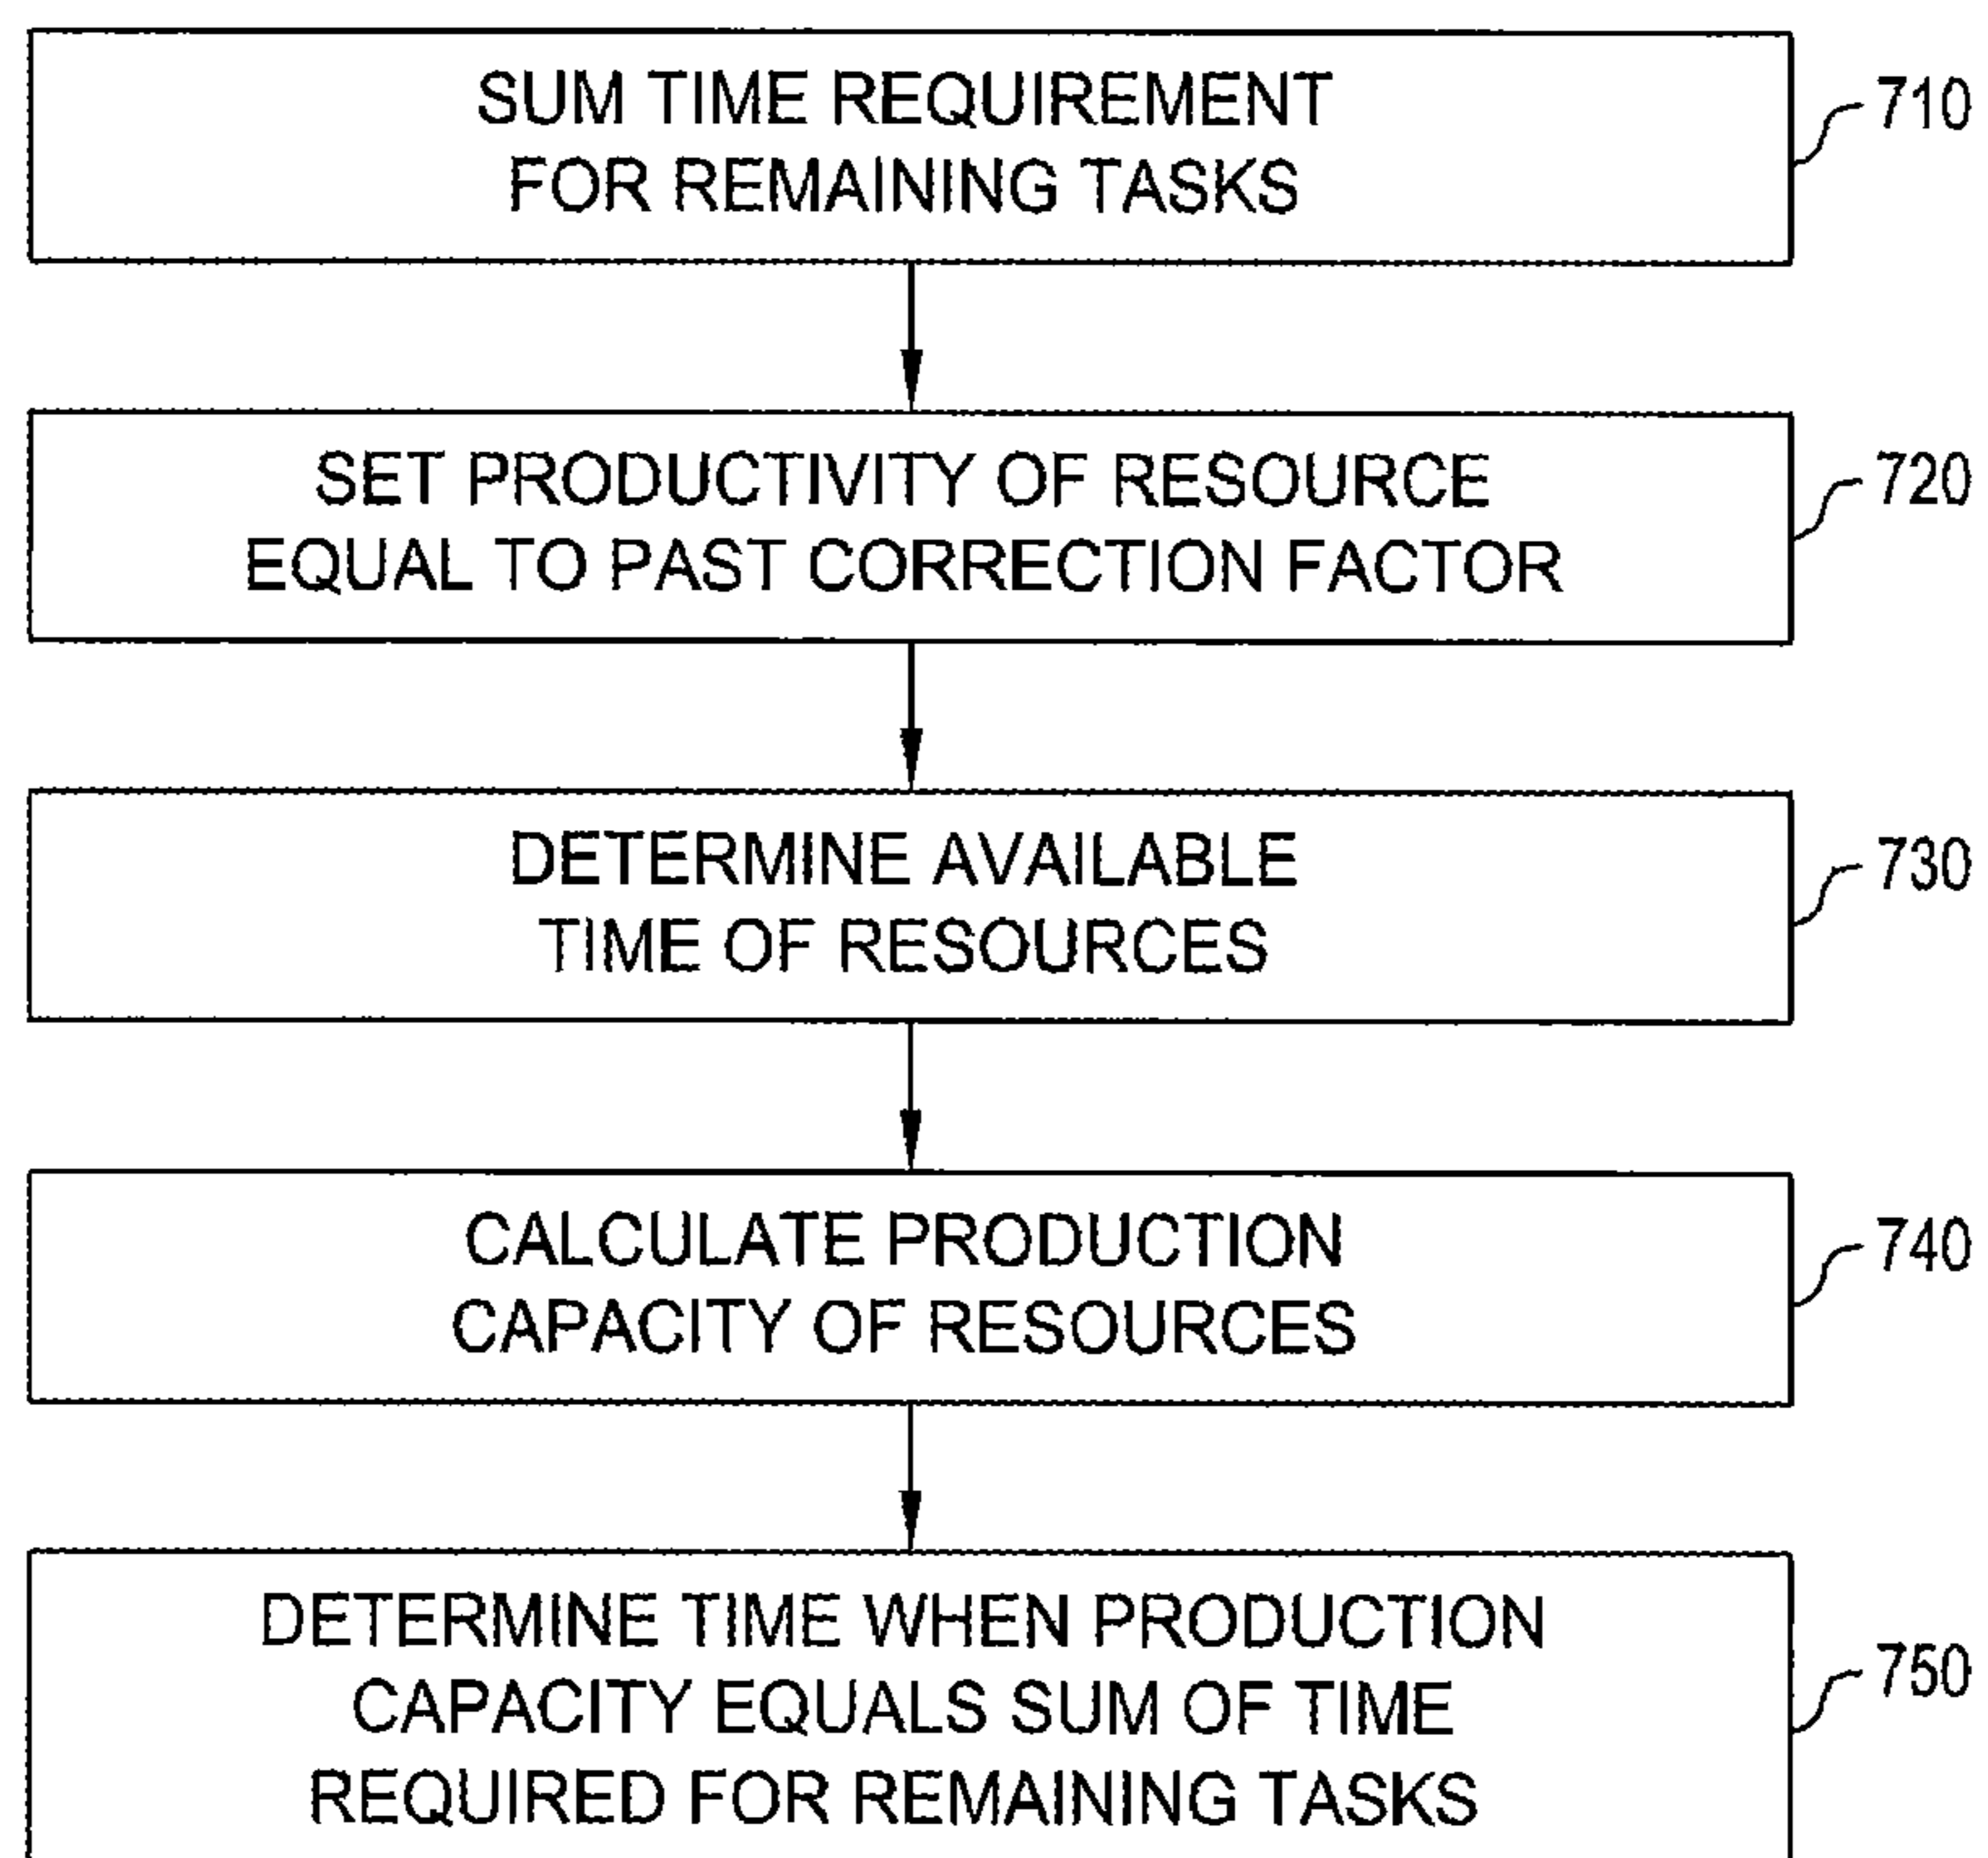 SUM TIME REQUIREMENT
FOR REMAINING TASKS
710
SET PRODUCTIVITY OF RESOURCE
EQUAL TO PAST CORRECTION FACTOR
720
DETERMINE AVAILABLE
TIME OF RESOURCES
730
CALCULATE PRODUCTION
CAPACITY OF RESOURCES
740
DETERMINE TIME WHEN PRODUCTION
CAPACITY EQUALS SUM OF TIME
REQUIRED FOR REMAINING TASKS
750